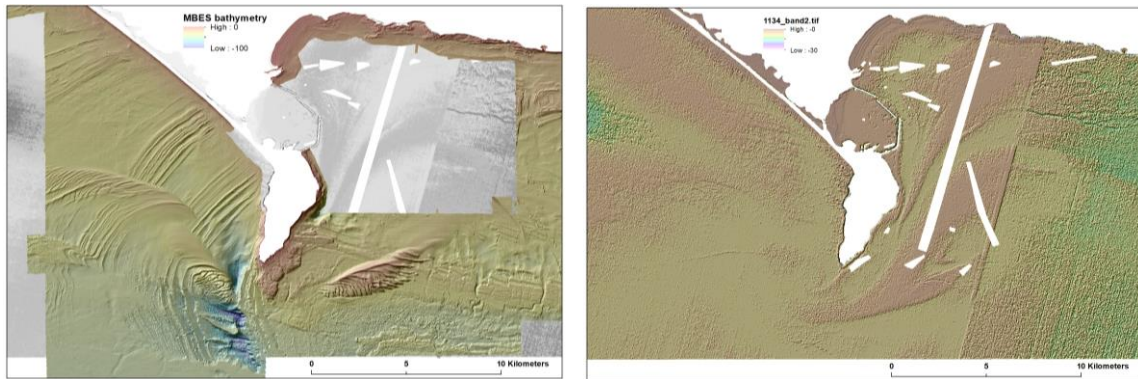 MBES bathymetry
High : 0
Low : -100
0 5 10 Kilometers
1134_band2.tif
High : -0
Low : -30
0 5 10 Kilometers